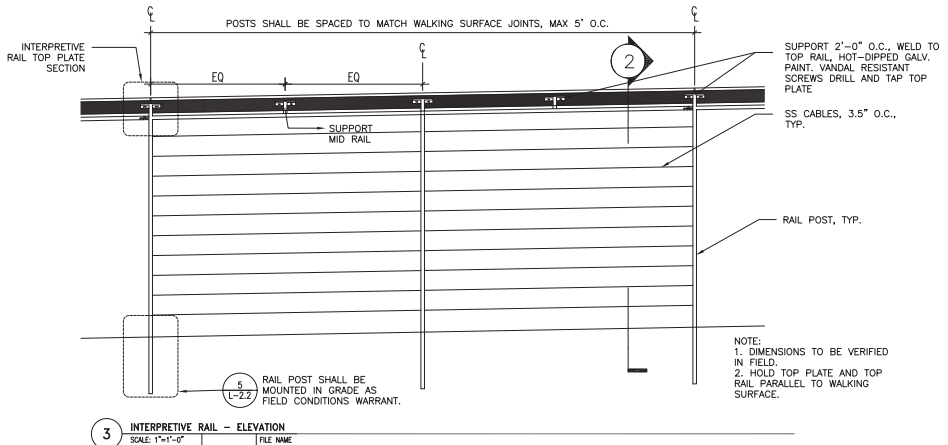 ℄
POSTS SHALL BE SPACED TO MATCH WALKING SURFACE JOINTS, MAX 5' O.C.
℄
INTERPRETIVE
RAIL TOP PLATE
SECTION
℄
EQ
EQ
2
SUPPORT 2'-0" O.C., WELD TO
TOP RAIL, HOT-DIPPED GALV.
PAINT. VANDAL RESISTANT
SCREWS DRILL AND TAP TOP
PLATE
SUPPORT
MID RAIL
SS CABLES, 3.5" O.C.,
TYP.
RAIL POST, TYP.
NOTE:
1. DIMENSIONS TO BE VERIFIED
IN FIELD.
2. HOLD TOP PLATE AND TOP
RAIL PARALLEL TO WALKING
SURFACE.
5
L-2.2
RAIL POST SHALL BE
MOUNTED IN GRADE AS
FIELD CONDITIONS WARRANT.
3
INTERPRETIVE RAIL - ELEVATION
SCALE: 1"=1'-0"
FILE NAME